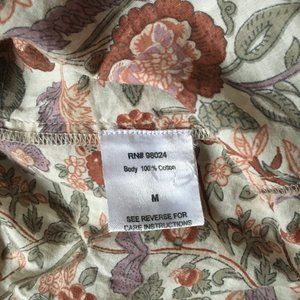 RN# 98024
Body 100% Cotton
M
SEE REVERSE FOR
CARE INSTRUCTIONS